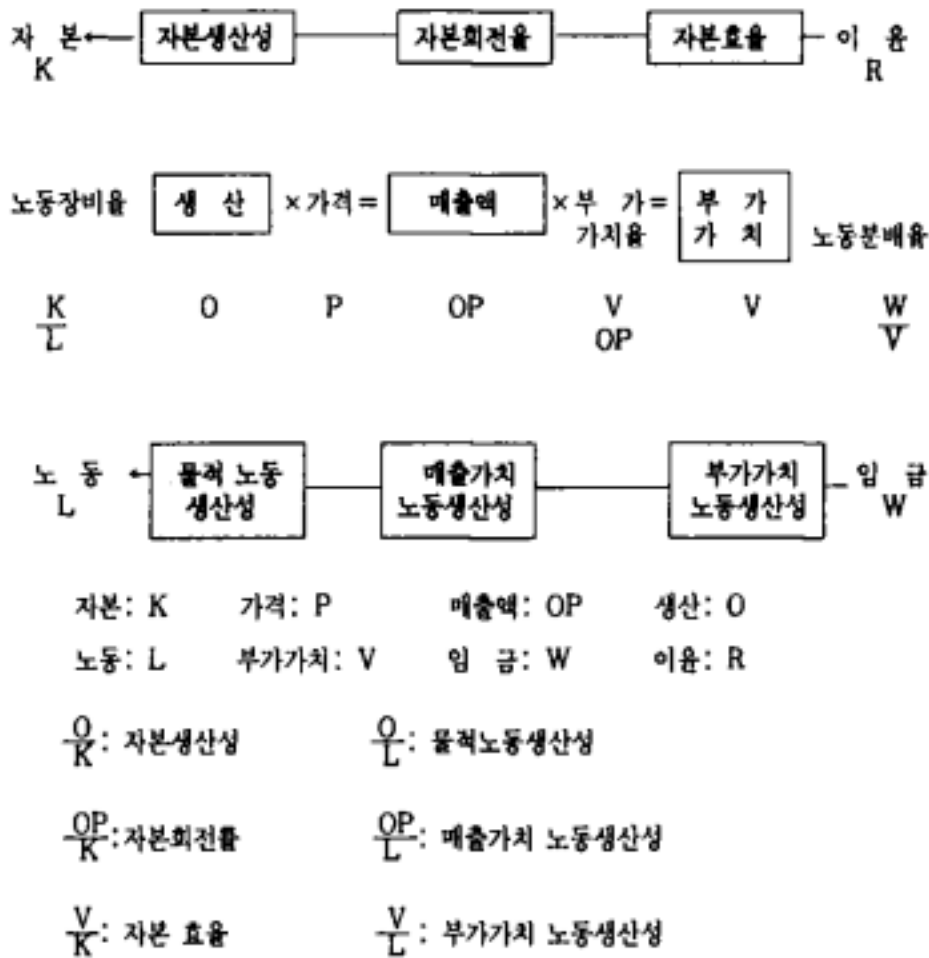 자 본 ← 자본생산성 자본회전율 자본효율 이 윤
K R
노동장비율 생 산 ×가격= 매출액 ×부 가= 부 가
가치율 가 치 노동분배율
K/L O P OP V/OP V W/V
노 동 ← 물적 노동 매출가치 부가가치 임 금
L 생산성 노동생산성 노동생산성 W
자본: K 가격: P 매출액: OP 생산: O
노동: L 부가가치: V 임 금: W 이윤: R
O/K: 자본생산성 O/L: 물적노동생산성
OP/K: 자본회전률 OP/L: 매출가치 노동생산성
V/K: 자본 효율 V/L: 부가가치 노동생산성